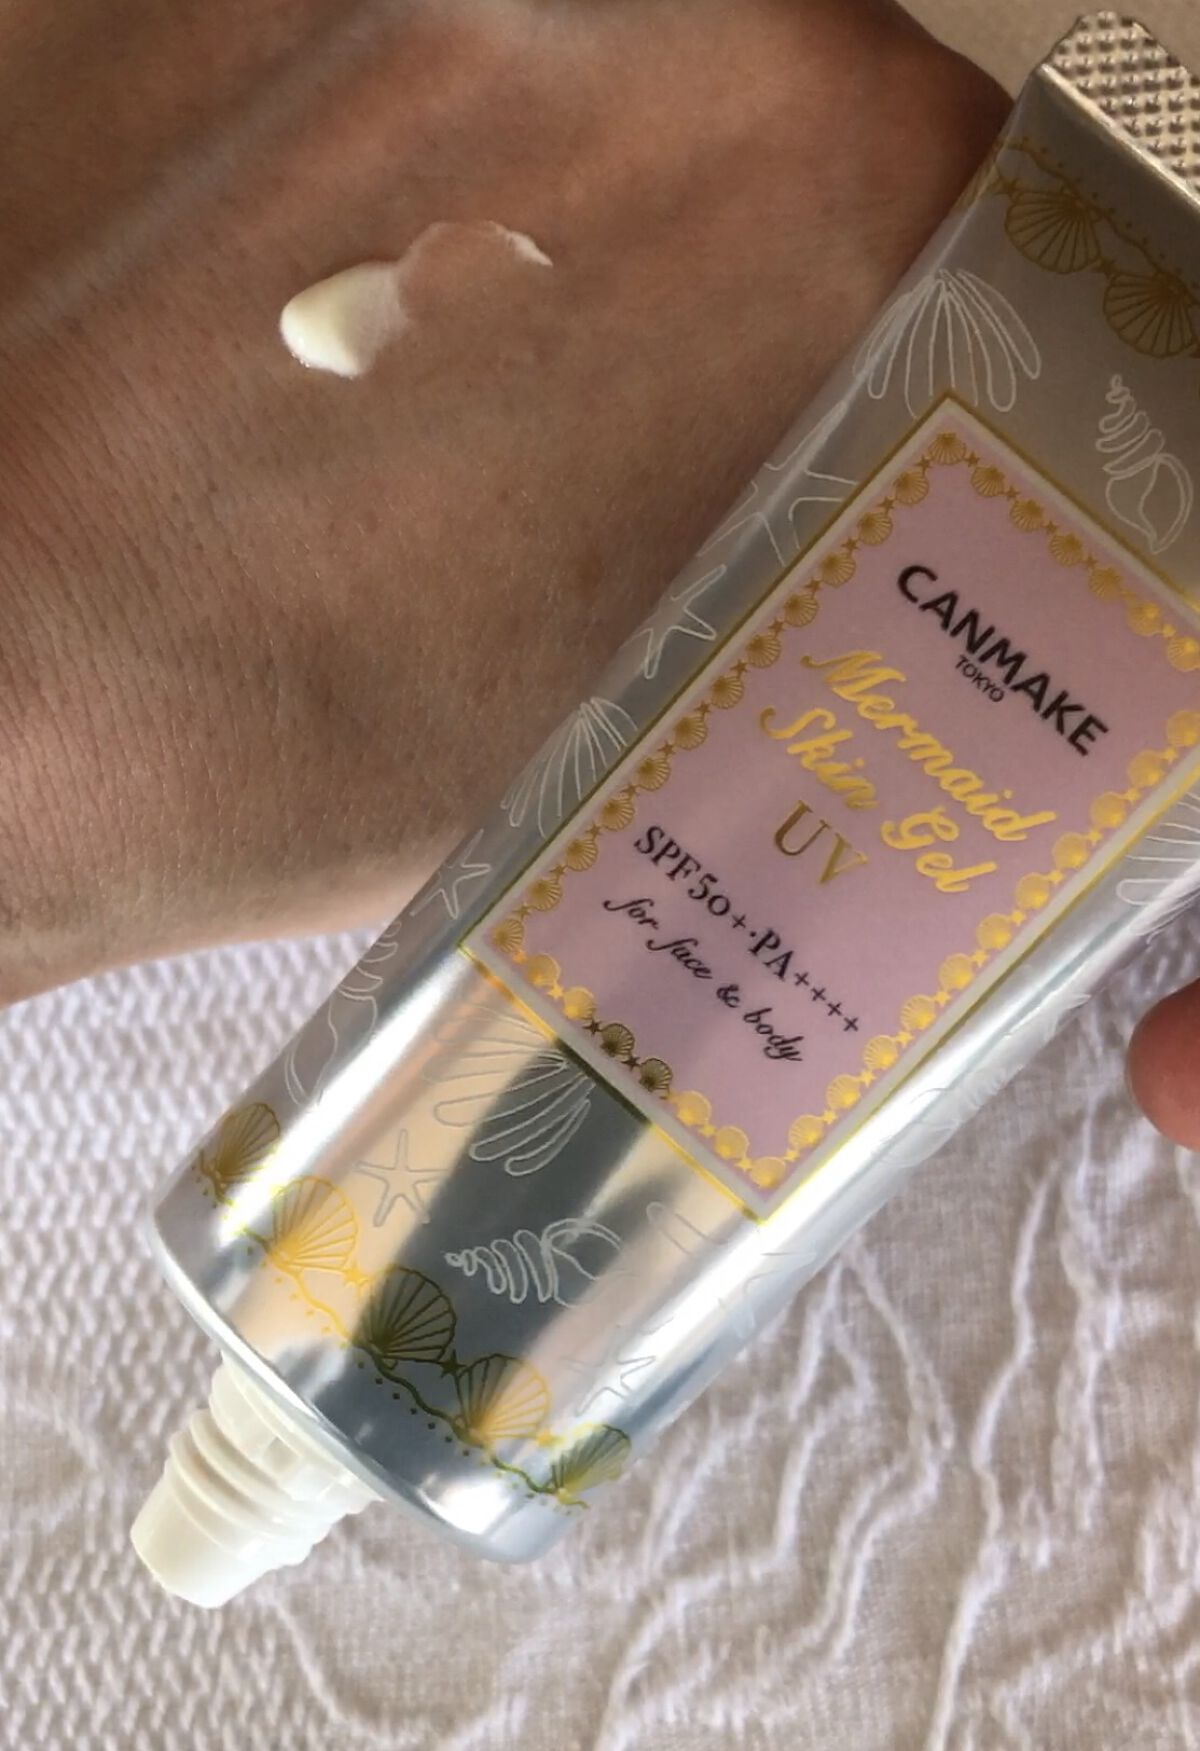 CANMAKE
TOKYO
Mermaid
Skin Gel
UV
SPF50+·PA++++
for face & body